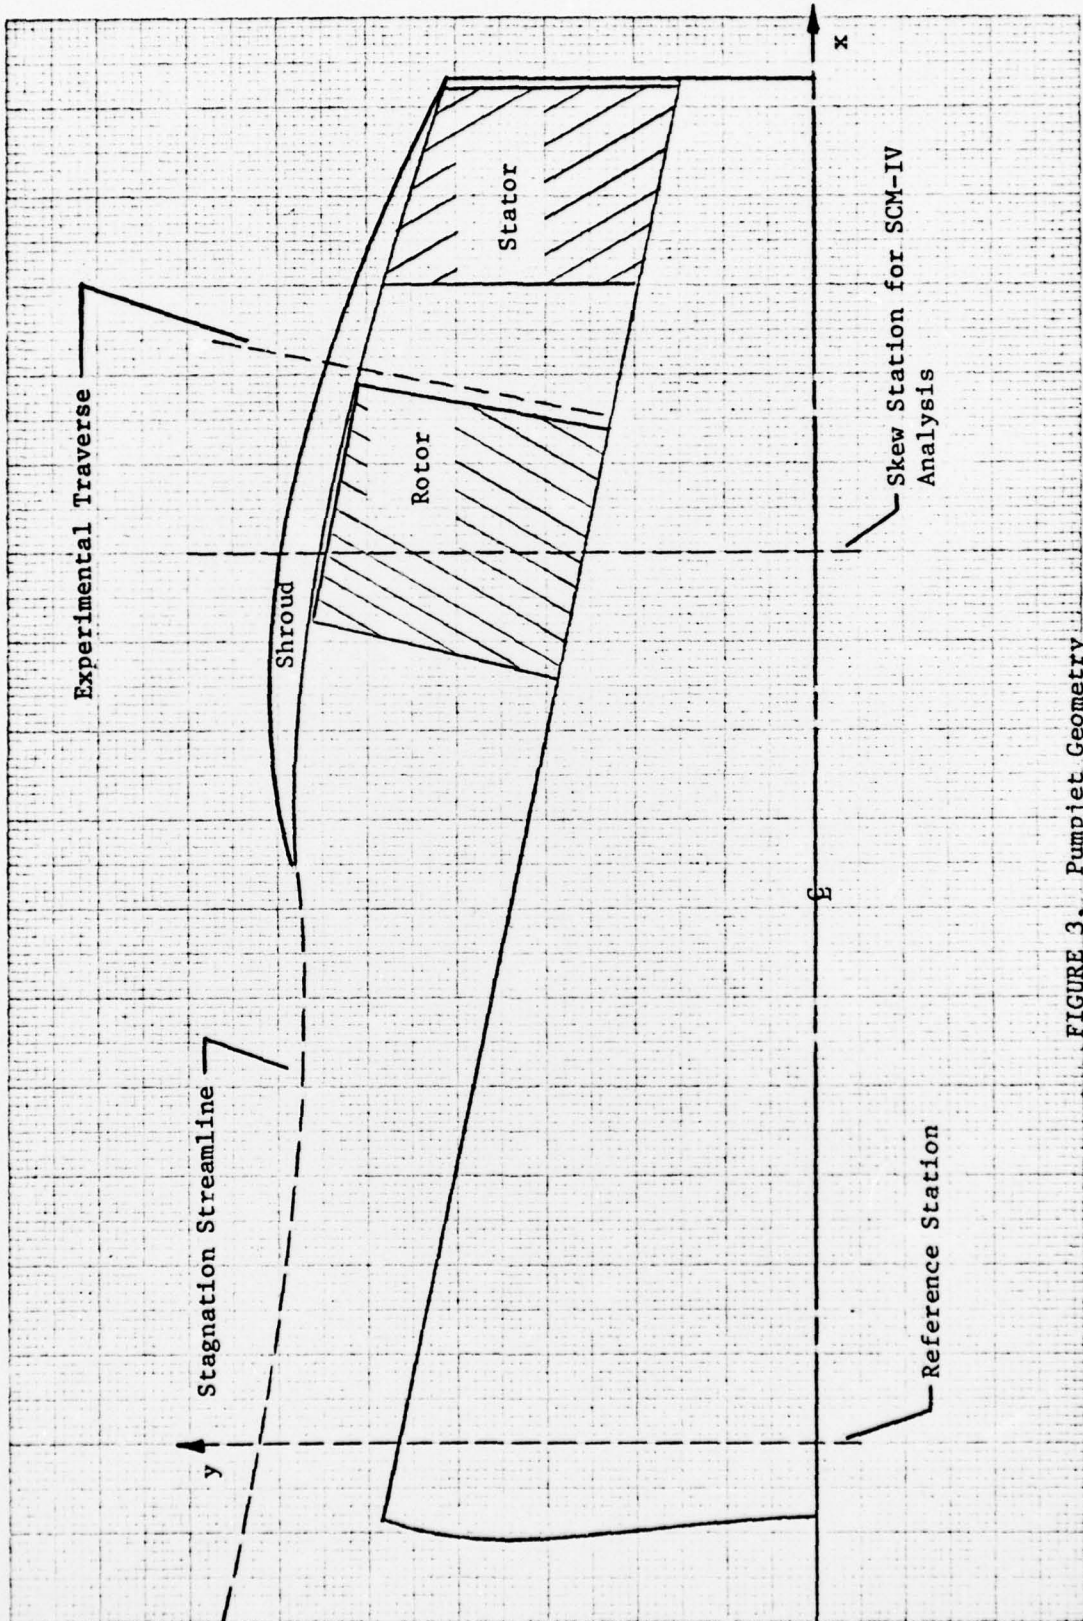 Experimental Traverse
Stagnation Streamline
y
Shroud
Rotor
Stator
x
℄
Skew Station for SCM-IV
Analysis
Reference Station
FIGURE 3. Pumpjet Geometry